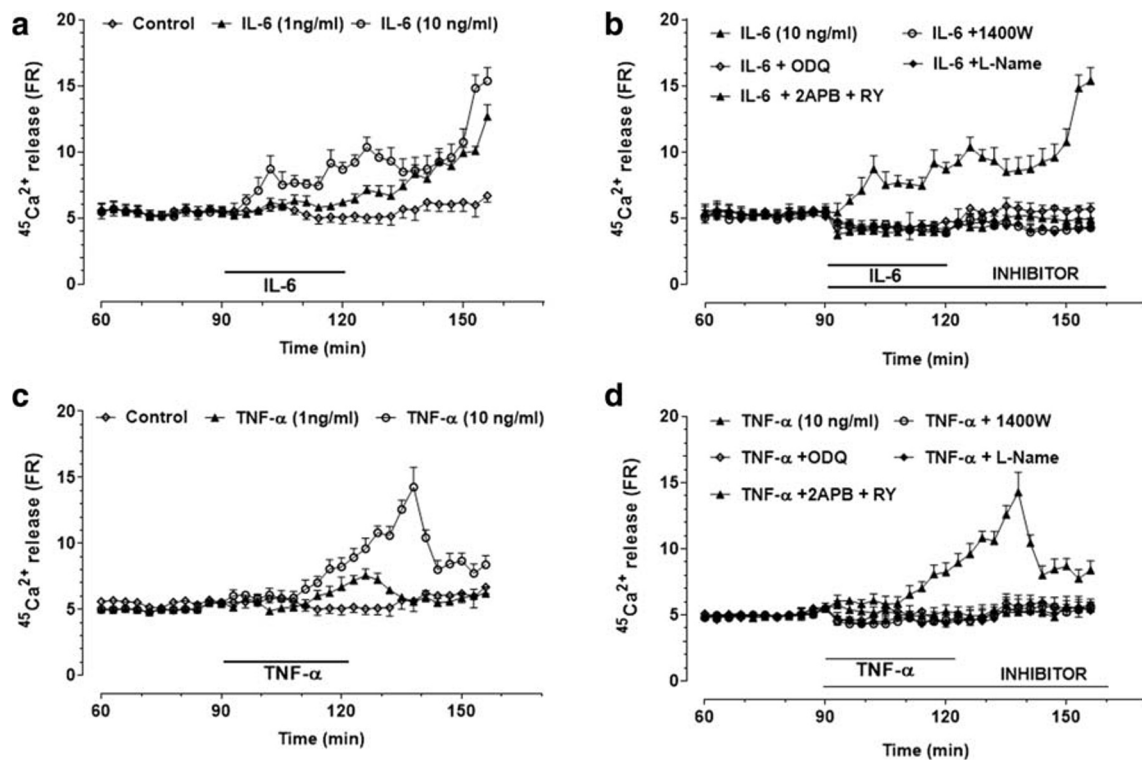 a
Control IL-6 (1ng/ml) IL-6 (10 ng/ml)
45Ca2+ release (FR)
20
15
10
5
0
IL-6
60 90 120 150
Time (min)
b
IL-6 (10 ng/ml) IL-6 +1400W
IL-6 + ODQ IL-6 +L-Name
IL-6 + 2APB + RY
45Ca2+ release (FR)
20
15
10
5
0
IL-6 INHIBITOR
60 90 120 150
Time (min)
c
Control TNF-α (1ng/ml) TNF-α (10 ng/ml)
45Ca2+ release (FR)
20
15
10
5
0
TNF-α
60 90 120 150
Time (min)
d
TNF-α (10 ng/ml) TNF-α + 1400W
TNF-α +ODQ TNF-α + L-Name
TNF-α +2APB + RY
45Ca2+ release (FR)
20
15
10
5
0
TNF-α INHIBITOR
60 90 120 150
Time (min)